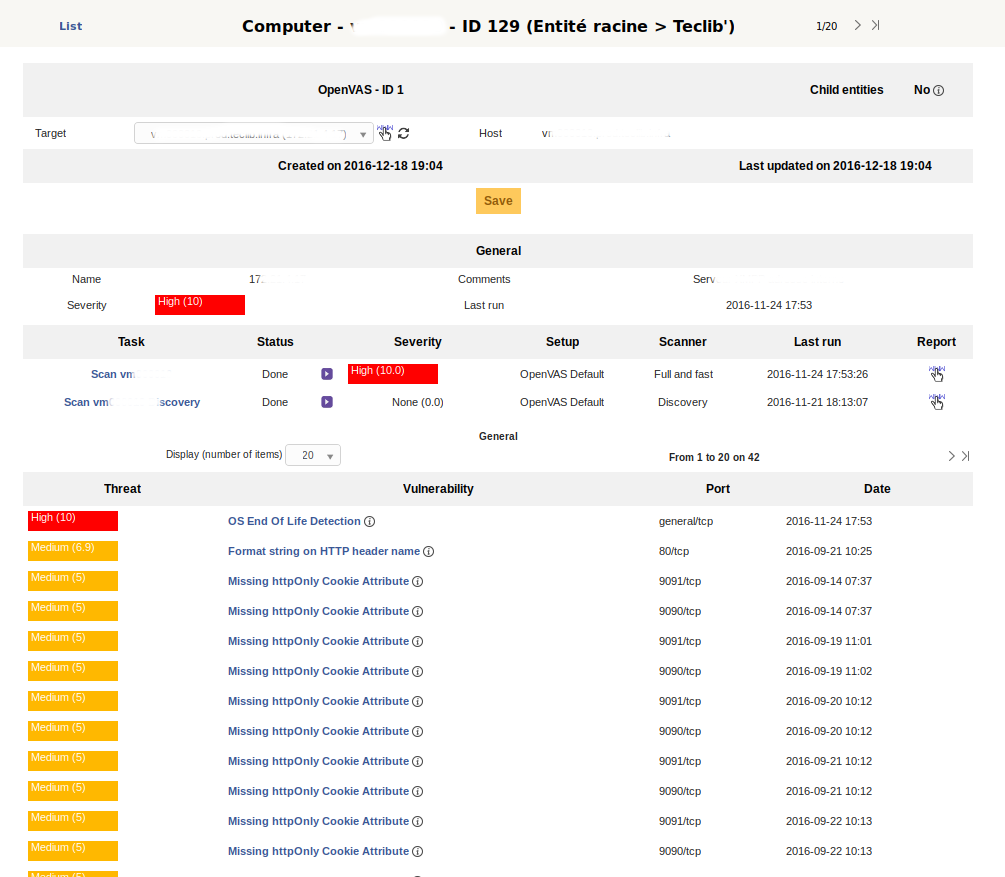 List Computer - - ID 129 (Entité racine > Teclib') 1/20
OpenVAS - ID 1 Child entities No
Target Host
Created on 2016-12-18 19:04 Last updated on 2016-12-18 19:04
Save
General
Name 17 Comments
Severity High (10) Last run 2016-11-24 17:53
Task Status Severity Setup Scanner Last run Report
Scan Done High (10.0) OpenVAS Default Full and fast 2016-11-24 17:53:26
Scan Done None (0.0) OpenVAS Default Discovery 2016-11-21 18:13:07
General
Display (number of items) 20 From 1 to 20 on 42
Threat Vulnerability Port Date
High (10) OS End Of Life Detection general/tcp 2016-11-24 17:53
Medium (6.9) Format string on HTTP header name 80/tcp 2016-09-21 10:25
Medium (5) Missing httpOnly Cookie Attribute 9091/tcp 2016-09-14 07:37
Medium (5) Missing httpOnly Cookie Attribute 9090/tcp 2016-09-14 07:37
Medium (5) Missing httpOnly Cookie Attribute 9091/tcp 2016-09-19 11:01
Medium (5) Missing httpOnly Cookie Attribute 9090/tcp 2016-09-19 11:02
Medium (5) Missing httpOnly Cookie Attribute 9091/tcp 2016-09-20 10:12
Medium (5) Missing httpOnly Cookie Attribute 9090/tcp 2016-09-20 10:12
Medium (5) Missing httpOnly Cookie Attribute 9091/tcp 2016-09-21 10:12
Medium (5) Missing httpOnly Cookie Attribute 9090/tcp 2016-09-21 10:12
Medium (5) Missing httpOnly Cookie Attribute 9091/tcp 2016-09-22 10:13
Medium (5) Missing httpOnly Cookie Attribute 9090/tcp 2016-09-22 10:13